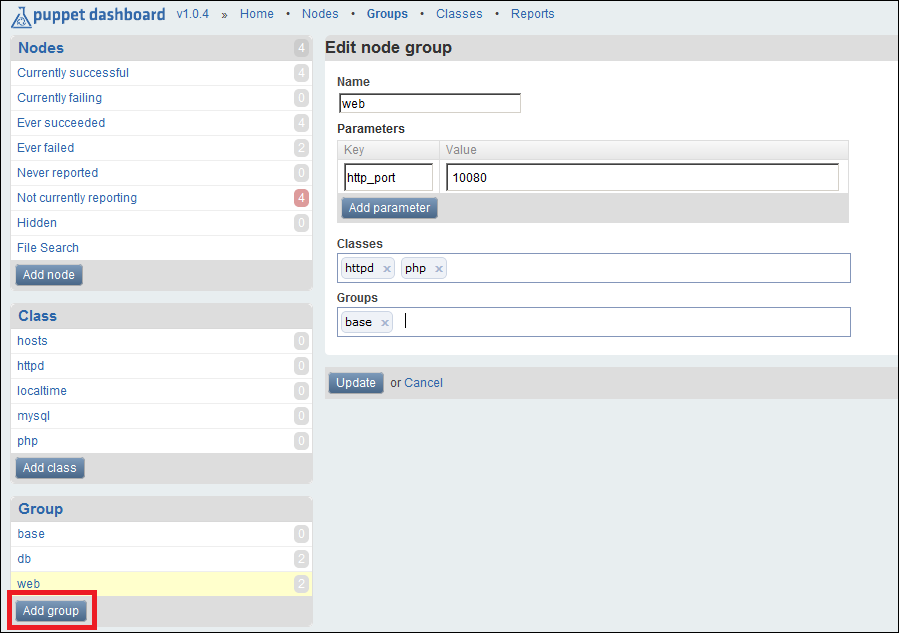 puppet dashboard v1.0.4 » Home • Nodes • Groups • Classes • Reports
Nodes 4
Currently successful 4
Currently failing 0
Ever succeeded 4
Ever failed 2
Never reported 0
Not currently reporting 4
Hidden 0
File Search
Add node
Class
hosts 0
httpd 0
localtime 0
mysql 0
php 0
Add class
Group
base 0
db 2
web 2
Add group
Edit node group
Name
web
Parameters
Key Value
http_port 10080
Add parameter
Classes
httpd x php x
Groups
base x
Update or Cancel